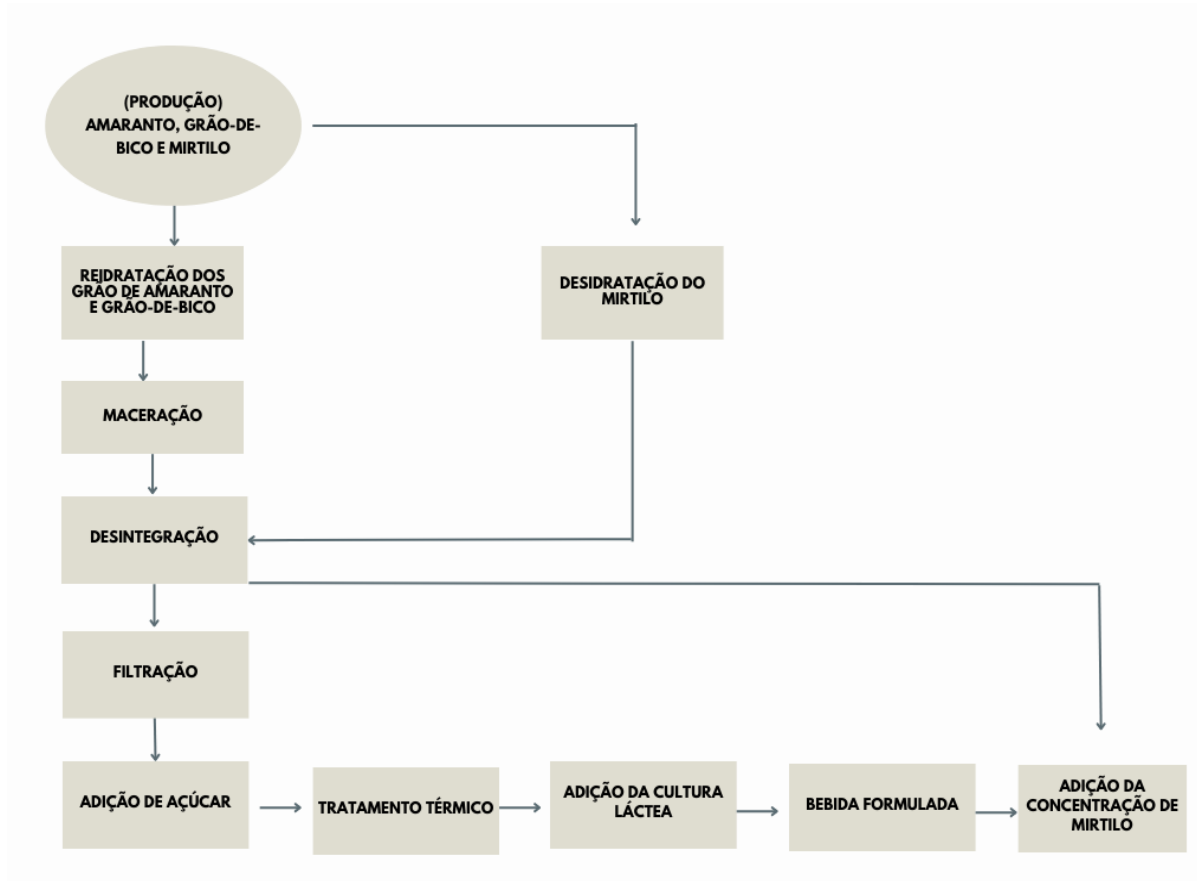 (PRODUÇÃO)
AMARANTO, GRÃO-DE-
BICO E MIRTILO
REIDRATAÇÃO DOS
GRÃO DE AMARANTO
E GRÃO-DE-BICO
DESIDRATAÇÃO DO
MIRTILO
MACERAÇÃO
DESINTEGRAÇÃO
FILTRAÇÃO
ADIÇÃO DE AÇÚCAR
TRATAMENTO TÉRMICO
ADIÇÃO DA CULTURA
LÁCTEA
BEBIDA FORMULADA
ADIÇÃO DA
CONCENTRAÇÃO DE
MIRTILO